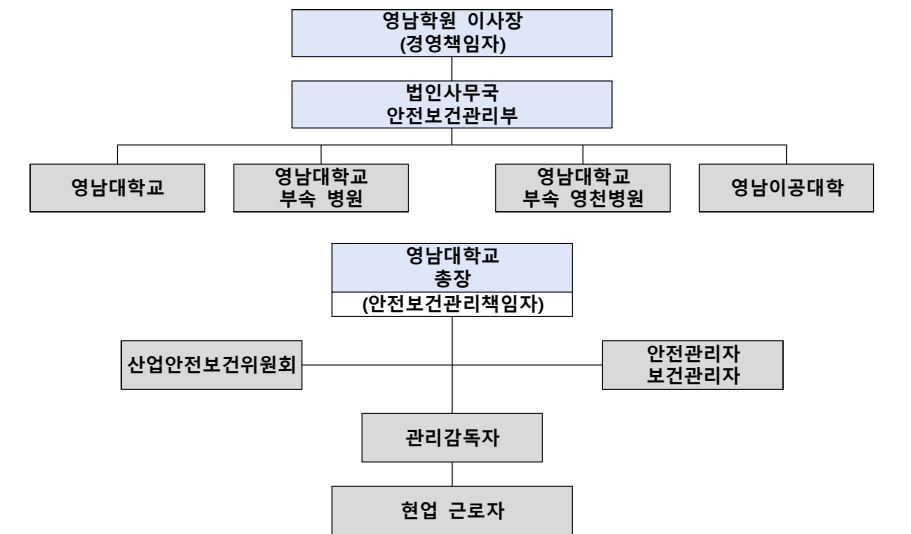 영남학원 이사장
(경영책임자)
법인사무국
안전보건관리부
영남대학교
영남대학교
부속 병원
영남대학교
부속 영천병원
영남이공대학
영남대학교
총장
(안전보건관리책임자)
산업안전보건위원회
안전관리자
보건관리자
관리감독자
현업 근로자